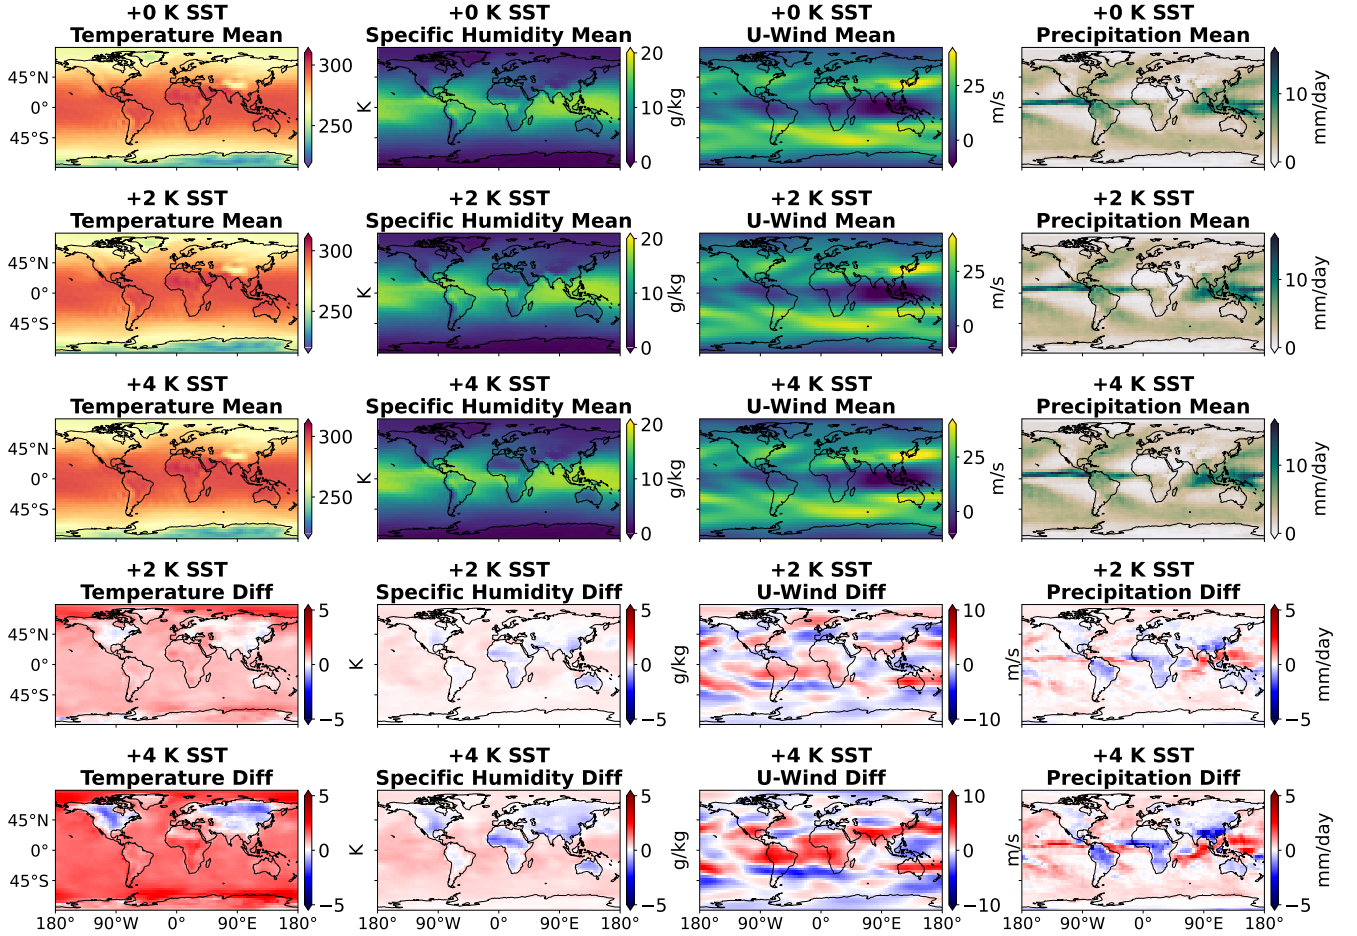 +0 K SST
Temperature Mean
+0 K SST
Specific Humidity Mean
+0 K SST
U-Wind Mean
+0 K SST
Precipitation Mean
45°N
0°
45°S
300
250
K
20
10
0
g/kg
25
0
m/s
10
0
mm/day
+2 K SST
Temperature Mean
+2 K SST
Specific Humidity Mean
+2 K SST
U-Wind Mean
+2 K SST
Precipitation Mean
45°N
0°
45°S
300
250
K
20
10
0
g/kg
25
0
m/s
10
0
mm/day
+4 K SST
Temperature Mean
+4 K SST
Specific Humidity Mean
+4 K SST
U-Wind Mean
+4 K SST
Precipitation Mean
45°N
0°
45°S
300
250
K
20
10
0
g/kg
25
0
m/s
10
0
mm/day
+2 K SST
Temperature Diff
+2 K SST
Specific Humidity Diff
+2 K SST
U-Wind Diff
+2 K SST
Precipitation Diff
45°N
0°
45°S
5
0
−5
K
5
0
−5
g/kg
10
0
−10
m/s
5
0
−5
mm/day
+4 K SST
Temperature Diff
+4 K SST
Specific Humidity Diff
+4 K SST
U-Wind Diff
+4 K SST
Precipitation Diff
45°N
0°
45°S
5
0
−5
K
5
0
−5
g/kg
10
0
−10
m/s
5
0
−5
mm/day
180° 90°W 0° 90°E 180°
180° 90°W 0° 90°E 180°
180° 90°W 0° 90°E 180°
180° 90°W 0° 90°E 180°